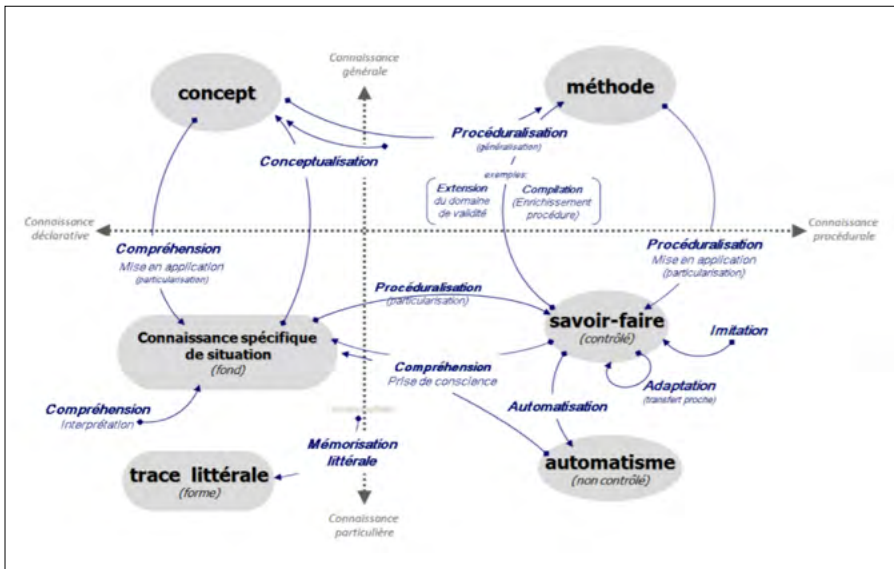 Connaissance
générale
concept
méthode
Procéduralisation
(généralisation)
Conceptualisation
exemples:
Extension
du domaine
de validité
Compilation
(Enrichissement
procédure)
Connaissance
déclarative
Connaissance
procédurale
Compréhension
Mise en application
(particularisation)
Procéduralisation
Mise en application
(particularisation)
Procéduralisation
(particularisation)
Connaissance spécifique
de situation
(fond)
savoir-faire
(contrôlé)
Imitation
Compréhension
Prise de conscience
Adaptation
(transfert proche)
Compréhension
Interprétation
Automatisation
Mémorisation
littérale
trace littérale
(forme)
automatisme
(non contrôlé)
Connaissance
particulière